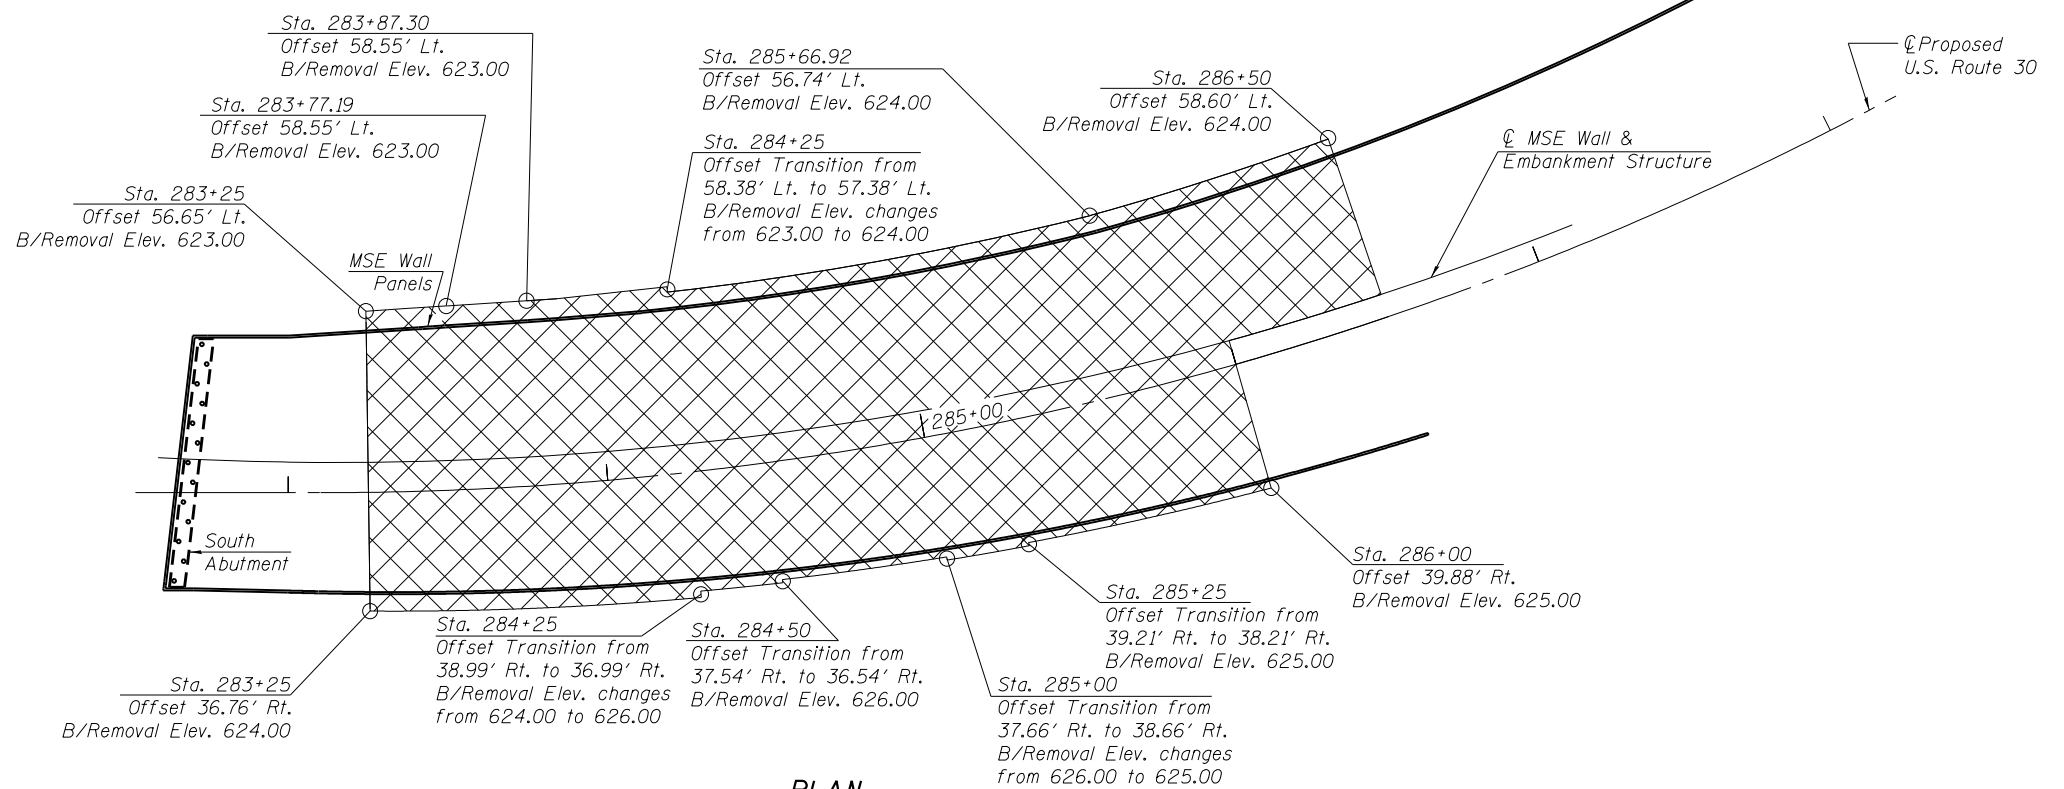 Sta. 283+87.30
Offset 58.55' Lt.
B/Removal Elev. 623.00
Sta. 283+77.19
Offset 58.55' Lt.
B/Removal Elev. 623.00
Sta. 283+25
Offset 56.65' Lt.
B/Removal Elev. 623.00
MSE Wall
Panels
Sta. 285+66.92
Offset 56.74' Lt.
B/Removal Elev. 624.00
Sta. 284+25
Offset Transition from
58.38' Lt. to 57.38' Lt.
B/Removal Elev. changes
from 623.00 to 624.00
Sta. 286+50
Offset 58.60' Lt.
B/Removal Elev. 624.00
℄ Proposed
U.S. Route 30
℄ MSE Wall &
Embankment Structure
285+00
South
Abutment
Sta. 283+25
Offset 36.76' Rt.
B/Removal Elev. 624.00
Sta. 284+25
Offset Transition from
38.99' Rt. to 36.99' Rt.
B/Removal Elev. changes
from 624.00 to 626.00
Sta. 284+50
Offset Transition from
37.54' Rt. to 36.54' Rt.
B/Removal Elev. 626.00
Sta. 285+00
Offset Transition from
37.66' Rt. to 38.66' Rt.
B/Removal Elev. changes
from 626.00 to 625.00
Sta. 285+25
Offset Transition from
39.21' Rt. to 38.21' Rt.
B/Removal Elev. 625.00
Sta. 286+00
Offset 39.88' Rt.
B/Removal Elev. 625.00
PLAN